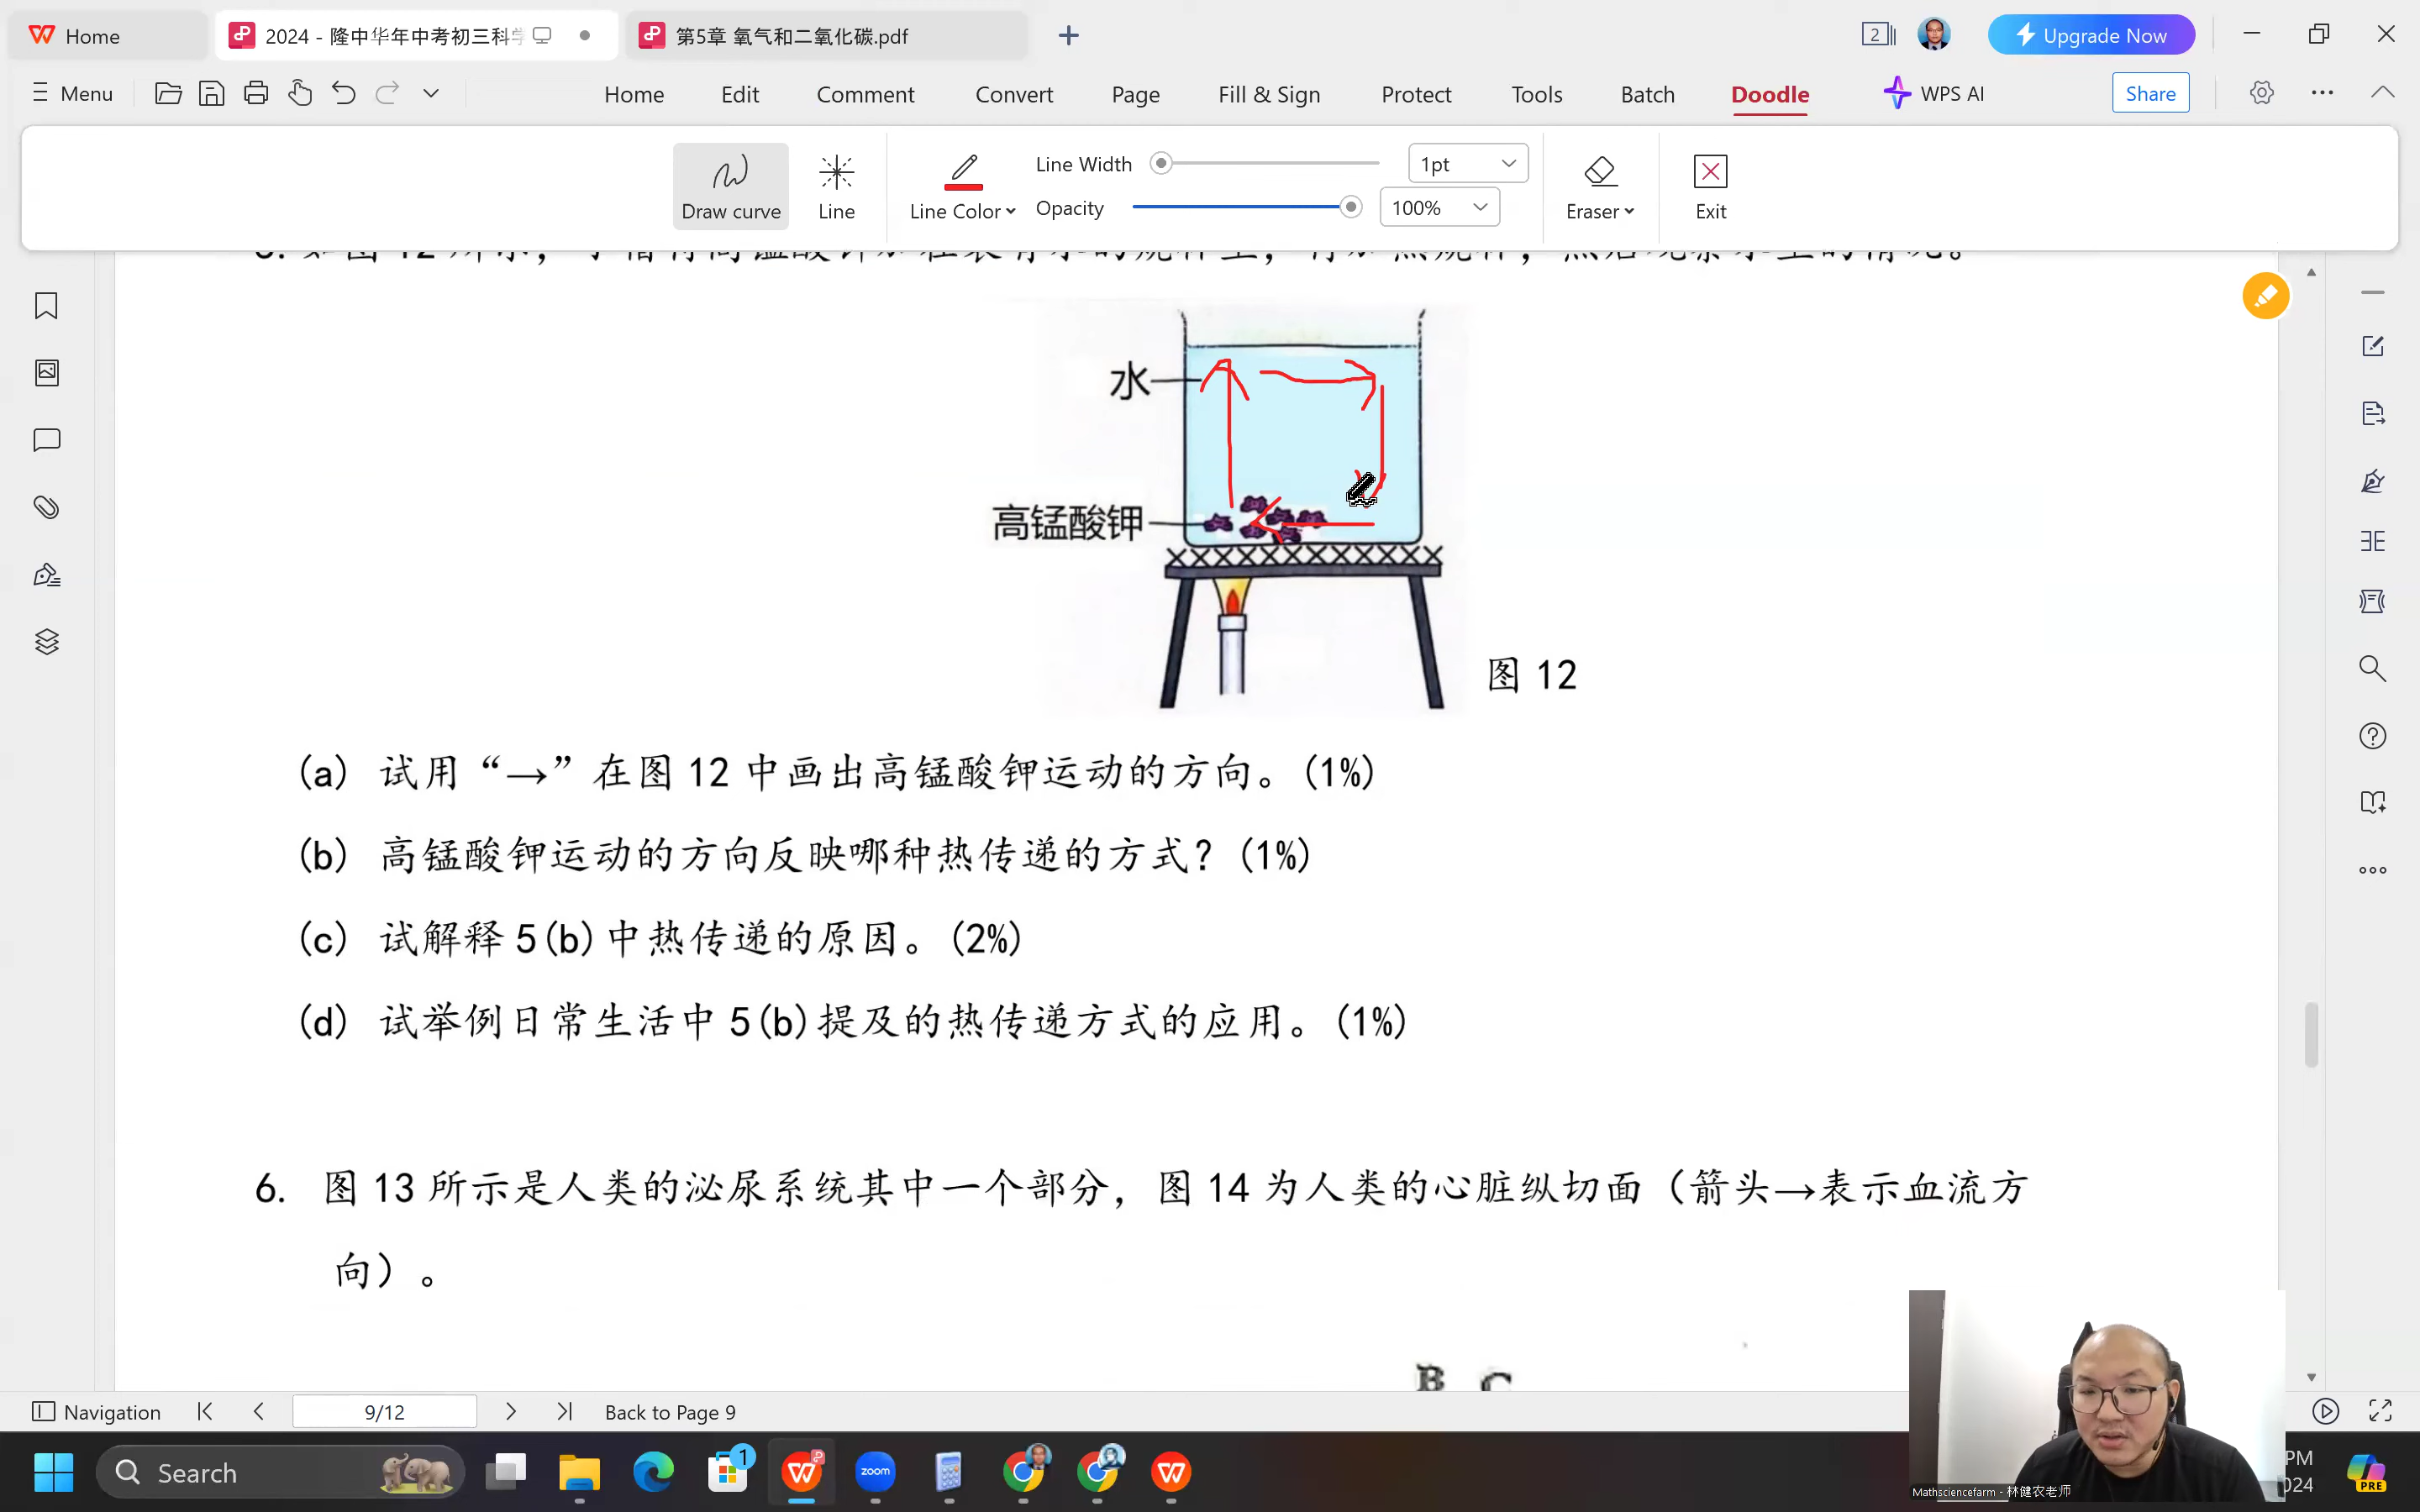 Home
2024 - 隆中华年中考初三科学
第5章 氧气和二氧化碳.pdf
2
Upgrade Now
Menu
Home
Edit
Comment
Convert
Page
Fill & Sign
Protect
Tools
Batch
Doodle
WPS AI
Share
Draw curve
Line
Line Color
Line Width
1pt
Opacity
100%
Eraser
Exit
水
高锰酸钾
图 12
(a) 试用“→”在图 12 中画出高锰酸钾运动的方向。(1%)
(b) 高锰酸钾运动的方向反映哪种热传递的方式？(1%)
(c) 试解释 5(b)中热传递的原因。(2%)
(d) 试举例日常生活中 5(b)提及的热传递方式的应用。(1%)
6. 图 13 所示是人类的泌尿系统其中一个部分，图 14 为人类的心脏纵切面（箭头→表示血流方
向）。
B C
Navigation
9/12
Back to Page 9
Search
1
zoom
PM
024
PRE
Mathsciencefarm - 林健农老师